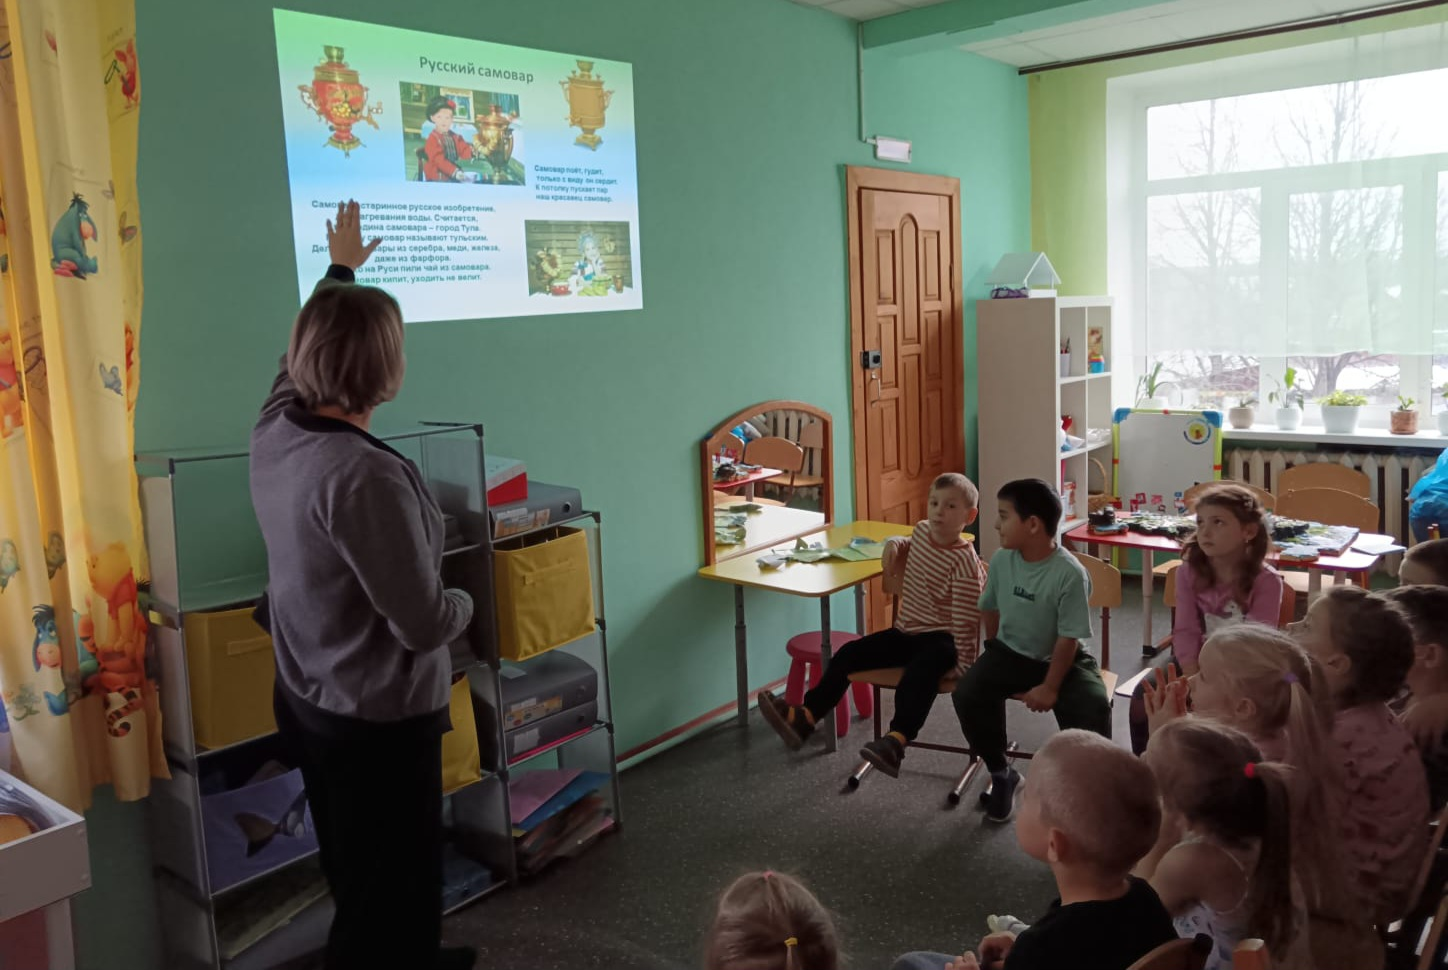 Русский самовар
Самовар поёт, гудит,
только с виду он сердит.
К потолку пускает пар
наш красавец самовар.
старинное русское изобретение,
нагревания воды. Считается,
родина самовара – город Тула.
самовар называют тульским.
из серебра, меди, железа,
даже из фарфора.
на Руси пили чай из самовара.
кипит, уходить не велит.